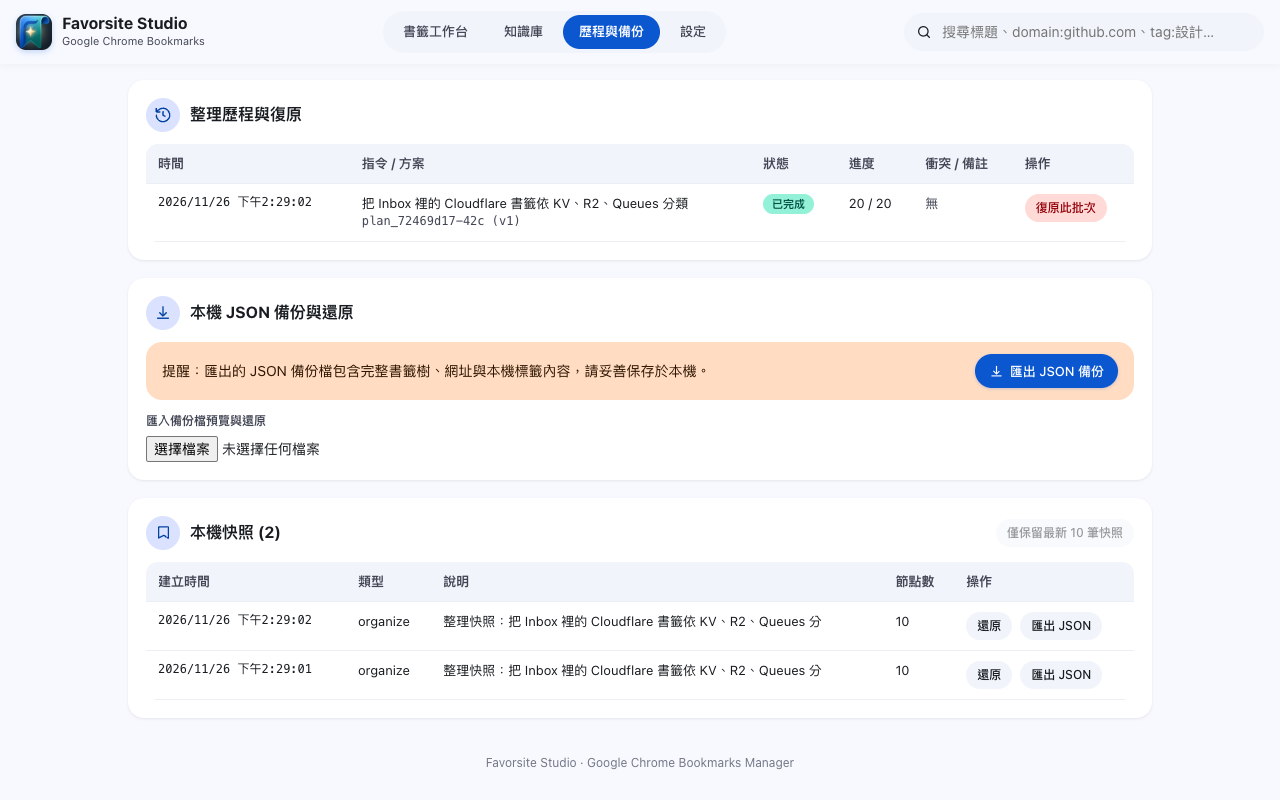 Favorsite Studio
Google Chrome Bookmarks
書籤工作台
知識庫
歷程與備份
設定
搜尋標題、domain:github.com、tag:設計...
整理歷程與復原
時間 指令 / 方案 狀態 進度 衝突 / 備註 操作
2026/11/26 下午2:29:02 把 Inbox 裡的 Cloudflare 書籤依 KV、R2、Queues 分類 已完成 20 / 20 無 復原此批次
plan_72469d17-42c (v1)
本機 JSON 備份與還原
提醒：匯出的 JSON 備份檔包含完整書籤樹、網址與本機標籤內容，請妥善保存於本機。
匯出 JSON 備份
匯入備份檔預覽與還原
選擇檔案 未選擇任何檔案
本機快照 (2)
僅保留最新 10 筆快照
建立時間 類型 說明 節點數 操作
2026/11/26 下午2:29:02 organize 整理快照：把 Inbox 裡的 Cloudflare 書籤依 KV、R2、Queues 分 10 還原 匯出 JSON
2026/11/26 下午2:29:01 organize 整理快照：把 Inbox 裡的 Cloudflare 書籤依 KV、R2、Queues 分 10 還原 匯出 JSON
Favorsite Studio · Google Chrome Bookmarks Manager